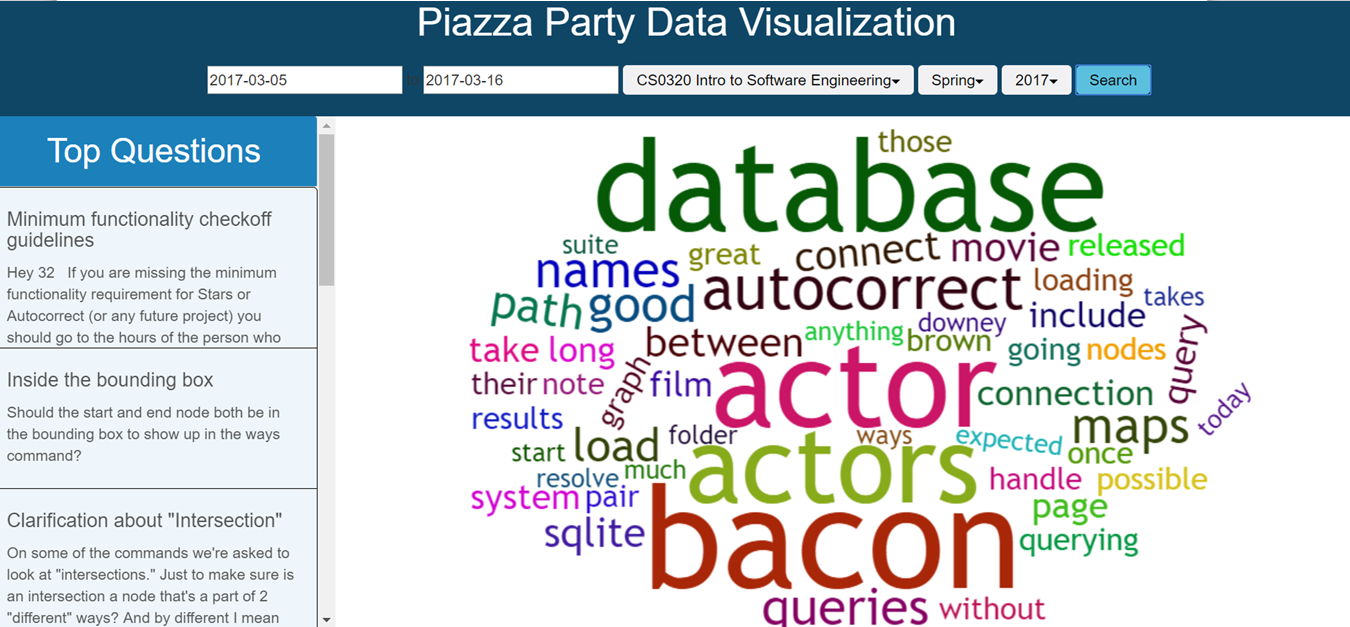 Piazza Party Data Visualization
2017-03-05 to 2017-03-16 CS0320 Intro to Software Engineering Spring 2017 Search
Top Questions
Minimum functionality checkoff
guidelines
Hey 32 If you are missing the minimum
functionality requirement for Stars or
Autocorrect (or any future project) you
should go to the hours of the person who
Inside the bounding box
Should the start and end node both be in
the bounding box to show up in the ways
command?
Clarification about "Intersection"
On some of the commands we're asked to
look at "intersections." Just to make sure is
an intersection a node that's a part of 2
"different" ways? And by different I mean
those
database
suite great connect movie released
names autocorrect loading
path good include takes
anything downey
take long between brown going nodes query
their note graph film actor connection
results maps today
start load folder ways expected once
resolve much actors handle possible
system pair page
sqlite bacon querying
queries without